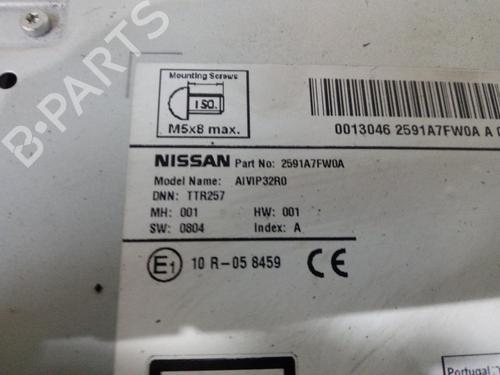 B-PARTS
Mounting Screws
ISO.
M5x8 max.
0013046 2591A7FW0A A
NISSAN Part No: 2591A7FW0A
Model Name: AIVIP32R0
DNN: TTR257
MH: 001 HW: 001
SW: 0804 Index: A
E1 10 R-05 8459 CE
Portugal